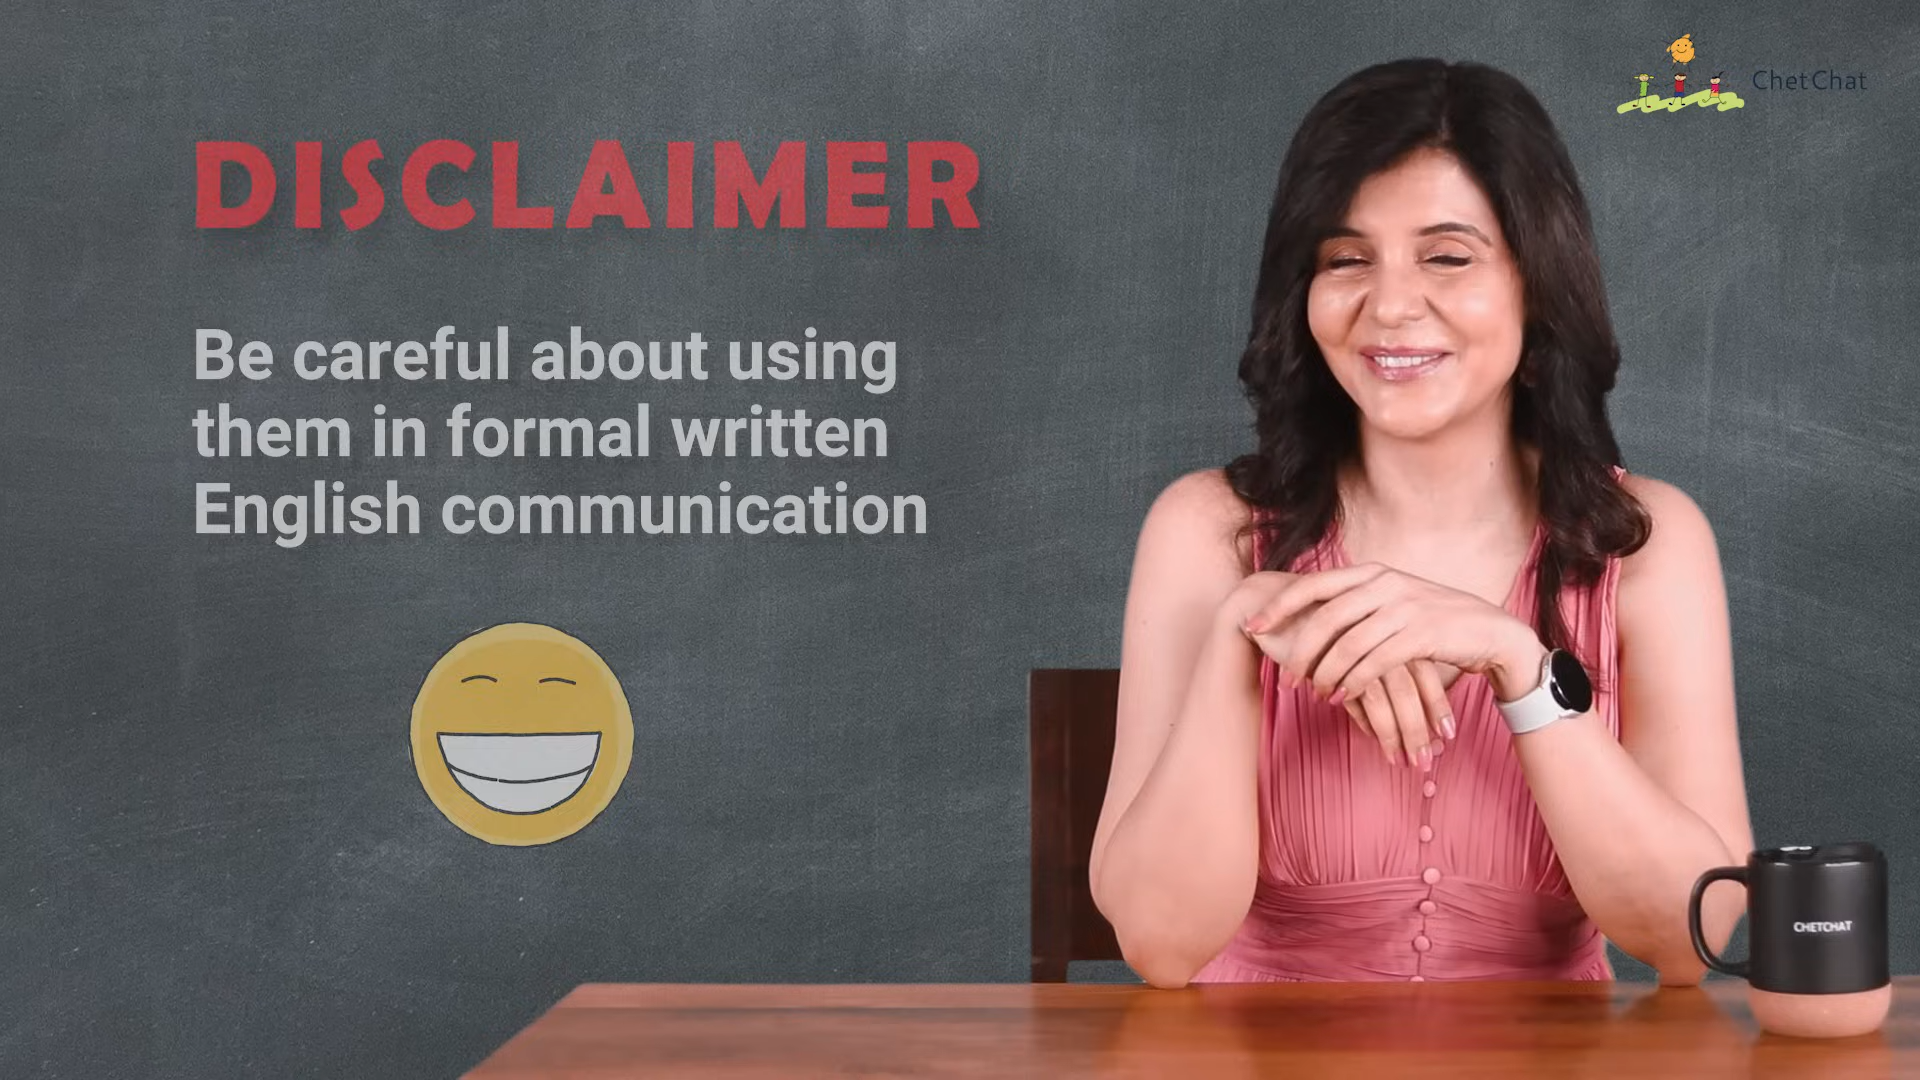 ChetChat
DISCLAIMER
Be careful about using
them in formal written
English communication
CHETCHAT